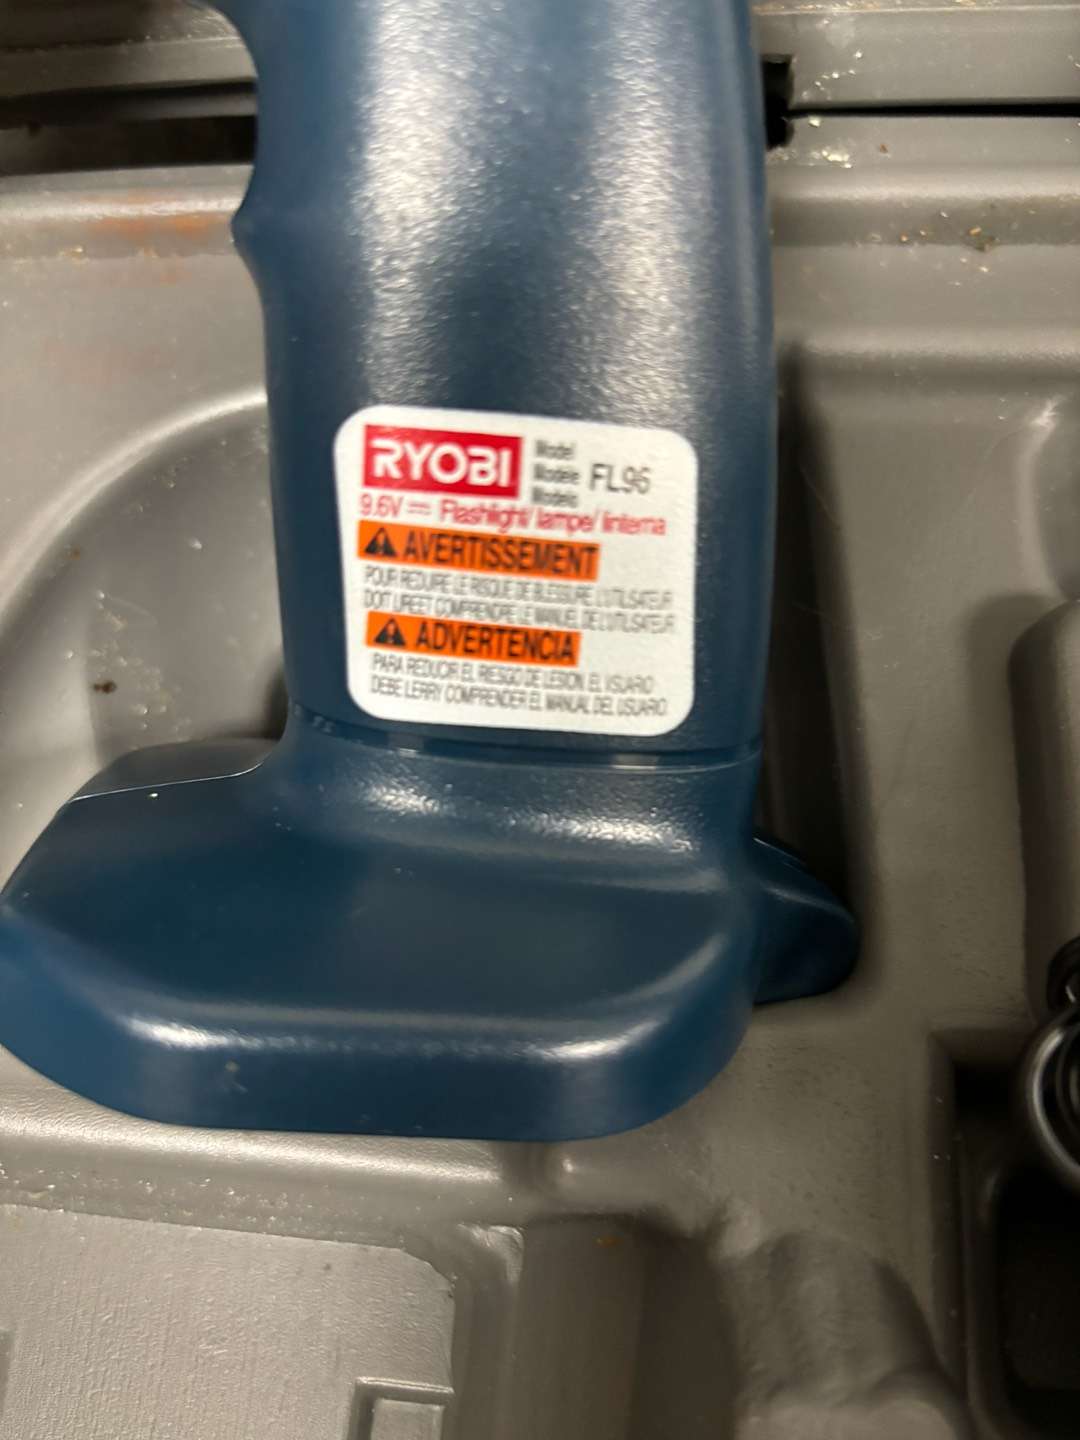 RYOBI
Model
Modèle FL96
Modelo
9.6V ⎓ Flashlight/ lampe/ linterna
⚠ AVERTISSEMENT
POUR REDUIRE LE RISQUE DE BLESSURE, L'UTILISATEUR
DOIT LIRE ET COMPRENDRE LE MANUEL DE L'UTILISATEUR
⚠ ADVERTENCIA
PARA REDUCIR EL RIESGO DE LESION, EL USUARIO
DEBE LEER Y COMPRENDER EL MANUAL DEL USUARIO